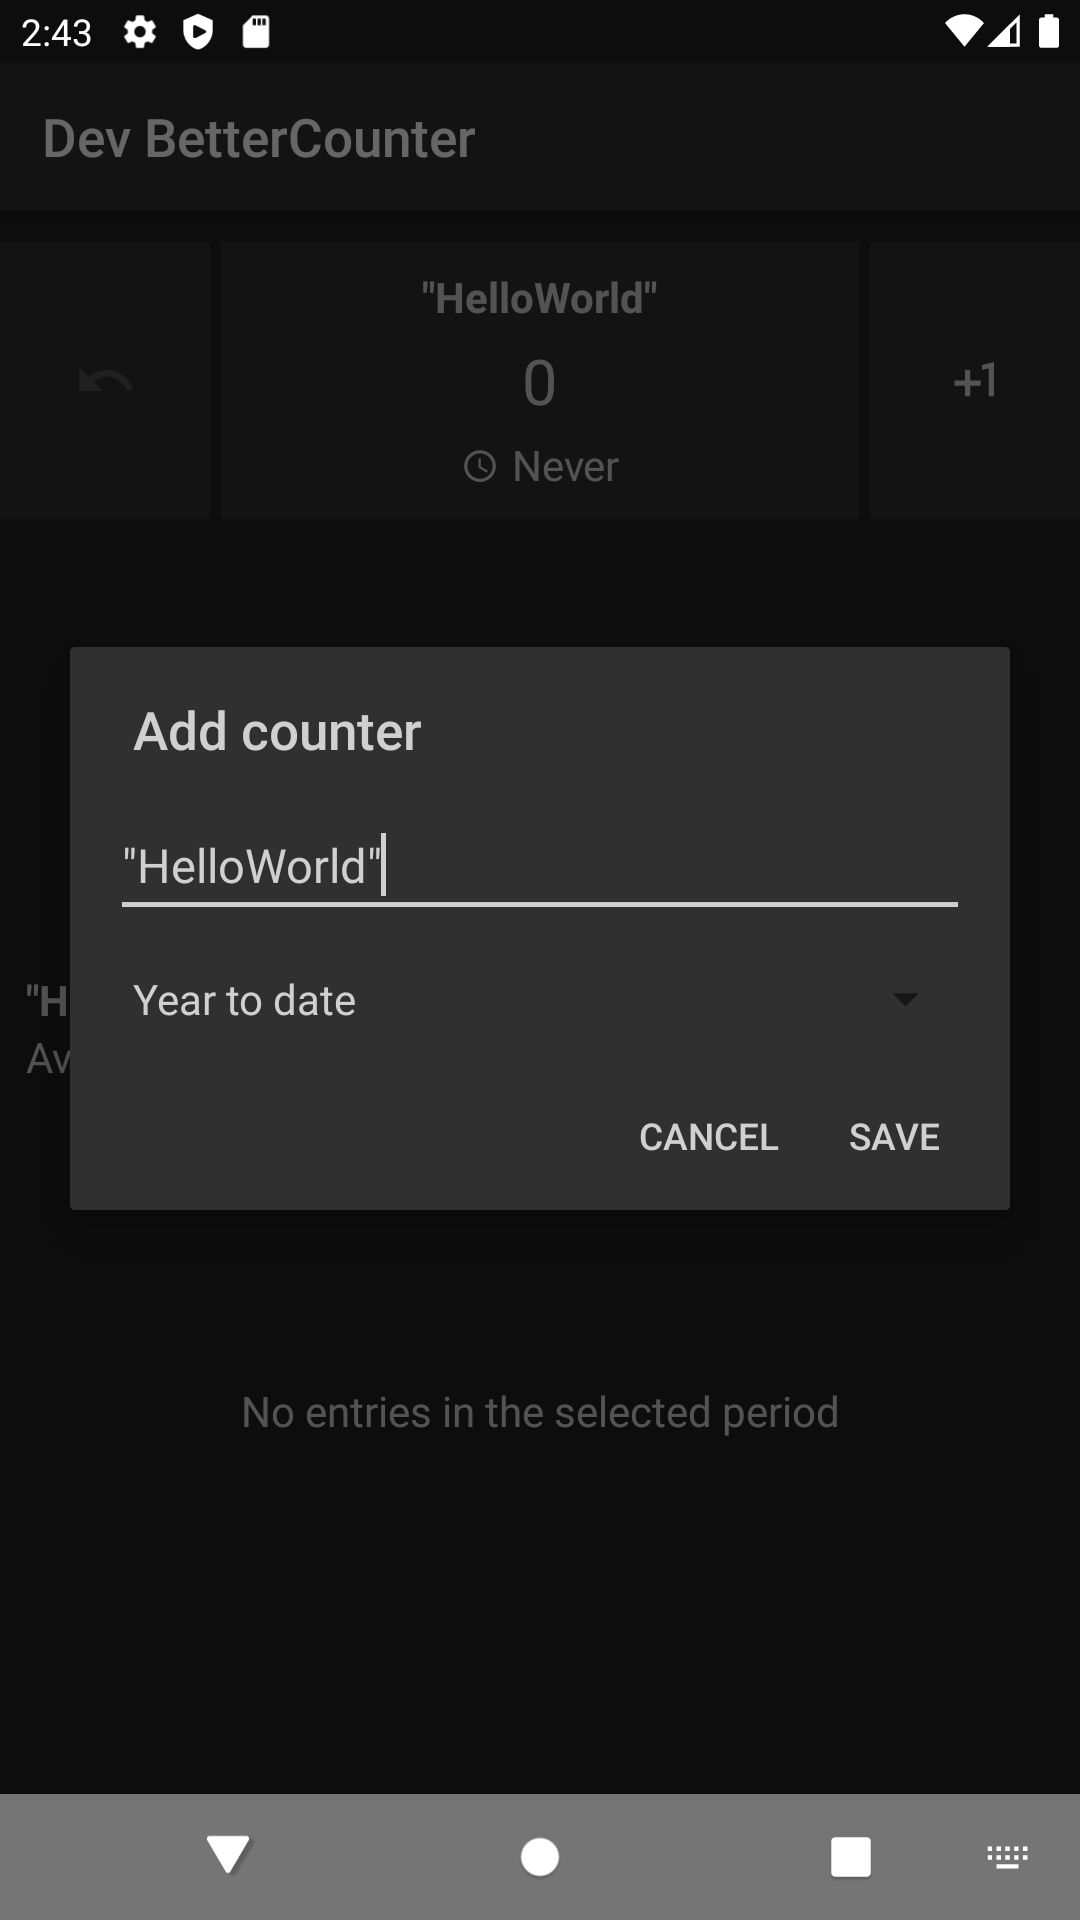 2:43
Dev BetterCounter
"HelloWorld"
0
+1
Never
Add counter
"HelloWorld"
"H
Year to date
Av
CANCEL SAVE
No entries in the selected period